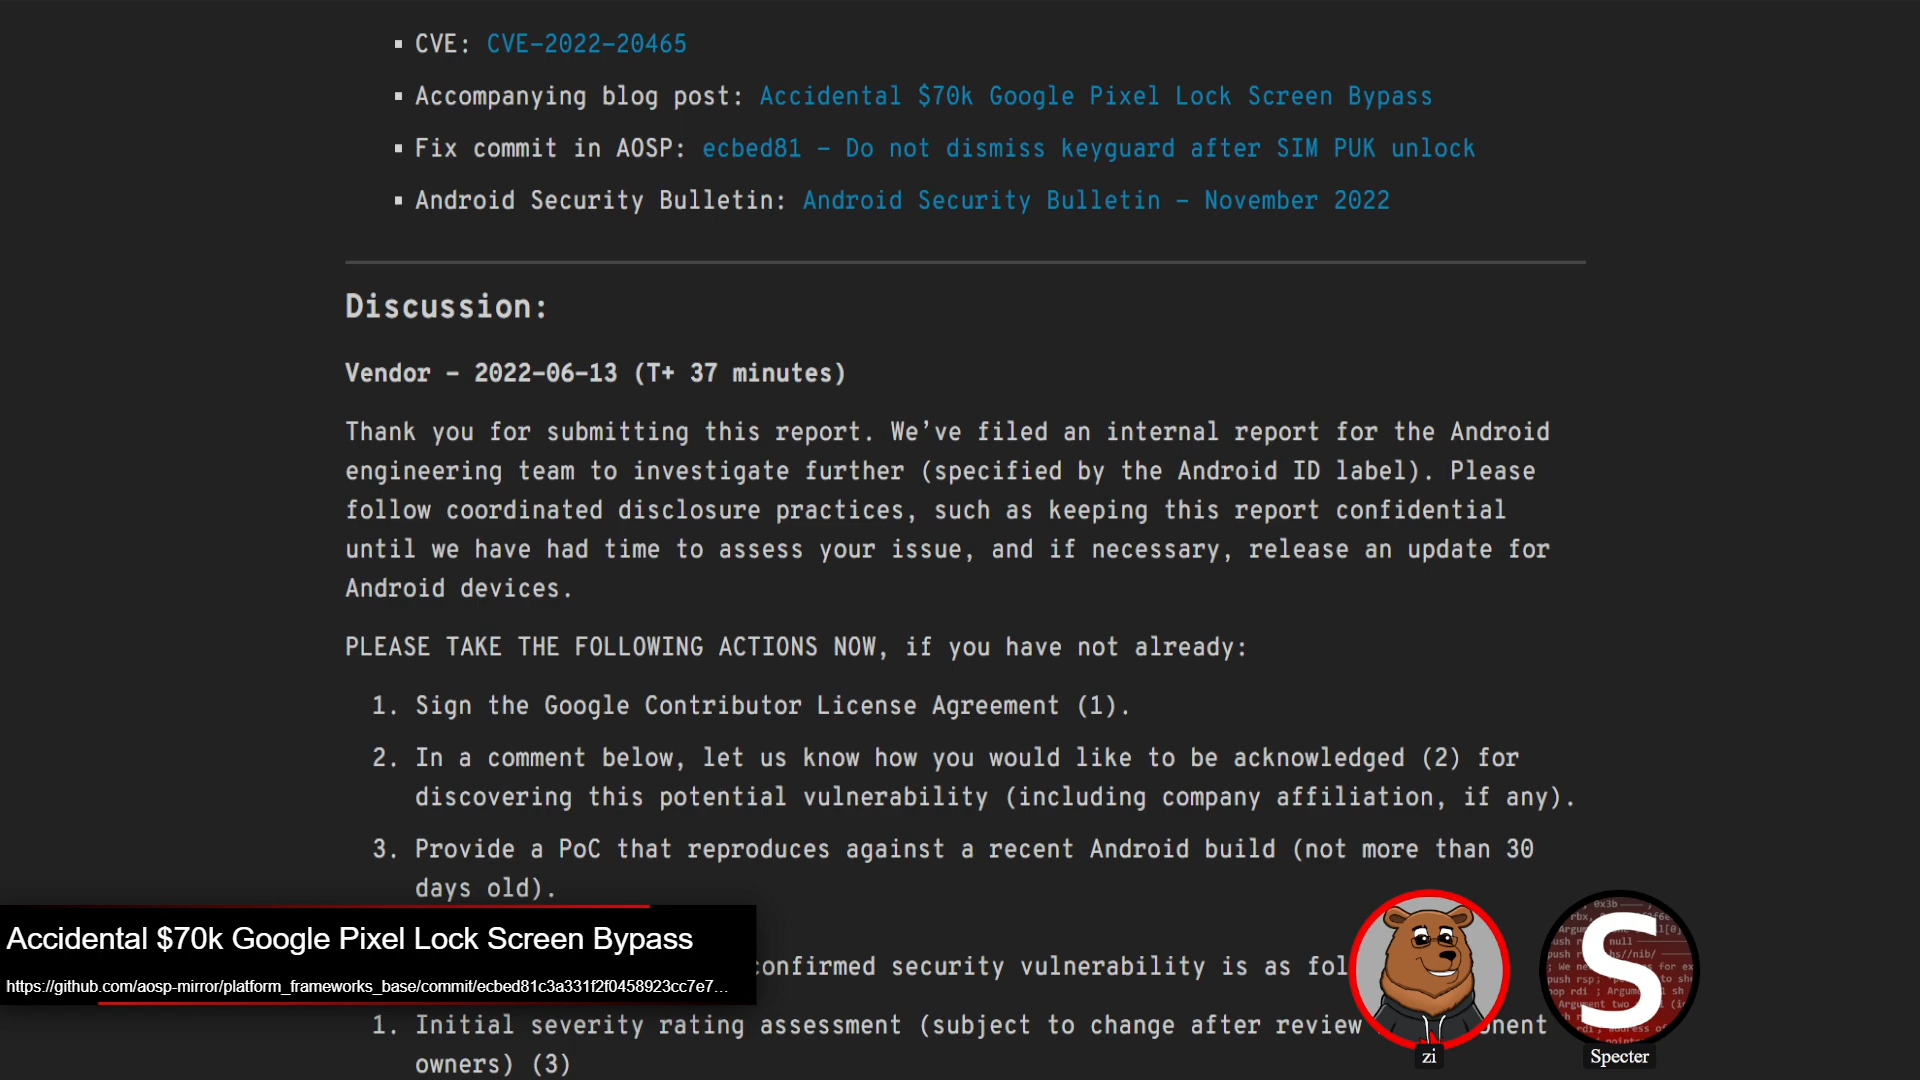 ▪ CVE: CVE-2022-20465
▪ Accompanying blog post: Accidental $70k Google Pixel Lock Screen Bypass
▪ Fix commit in AOSP: ecbed81 - Do not dismiss keyguard after SIM PUK unlock
▪ Android Security Bulletin: Android Security Bulletin - November 2022
Discussion:
Vendor - 2022-06-13 (T+ 37 minutes)
Thank you for submitting this report. We’ve filed an internal report for the Android
engineering team to investigate further (specified by the Android ID label). Please
follow coordinated disclosure practices, such as keeping this report confidential
until we have had time to assess your issue, and if necessary, release an update for
Android devices.
PLEASE TAKE THE FOLLOWING ACTIONS NOW, if you have not already:
1. Sign the Google Contributor License Agreement (1).
2. In a comment below, let us know how you would like to be acknowledged (2) for
discovering this potential vulnerability (including company affiliation, if any).
3. Provide a PoC that reproduces against a recent Android build (not more than 30
days old).
Accidental $70k Google Pixel Lock Screen Bypass
https://github.com/aosp-mirror/platform_frameworks_base/commit/ecbed81c3a331f2f0458923cc7e7...
confirmed security vulnerability is as fol
1. Initial severity rating assessment (subject to change after review
owners) (3)
S
zi
Specter